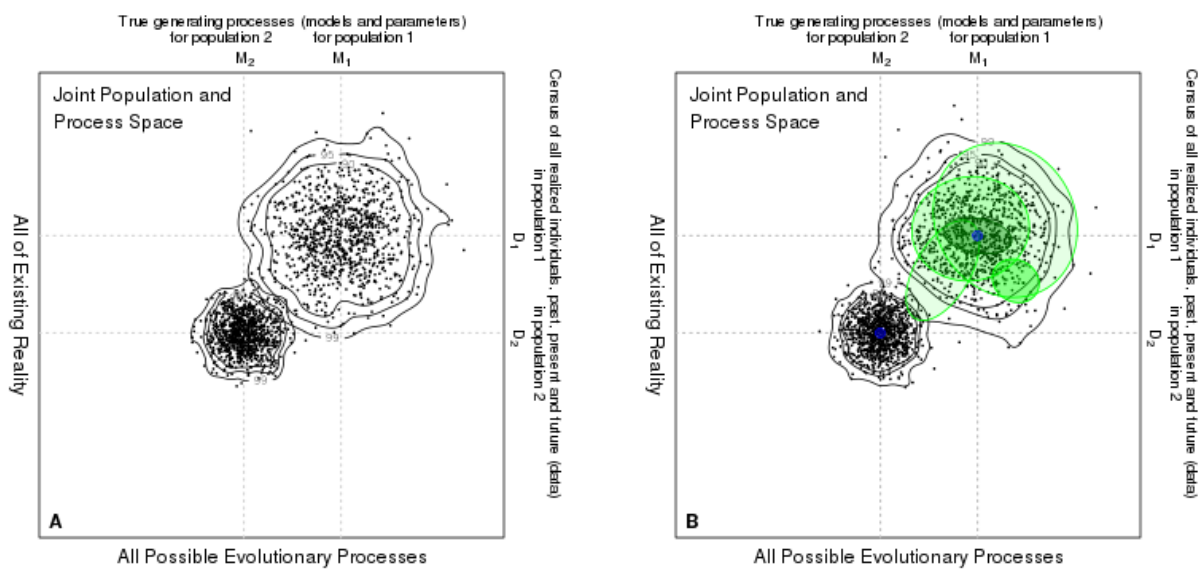 True generating processes (models and parameters)
for population 2 for population 1
M2 M1
Joint Population and
Process Space
95
90
99
99
All of Existing Reality
D1
D2
Census of all realized individuals, past, present and future (data)
in population 1 in population 2
A
All Possible Evolutionary Processes
True generating processes (models and parameters)
for population 2 for population 1
M2 M1
Joint Population and
Process Space
99
95
All of Existing Reality
D1
D2
Census of all realized individuals, past, present and future (data)
in population 1 in population 2
B
All Possible Evolutionary Processes